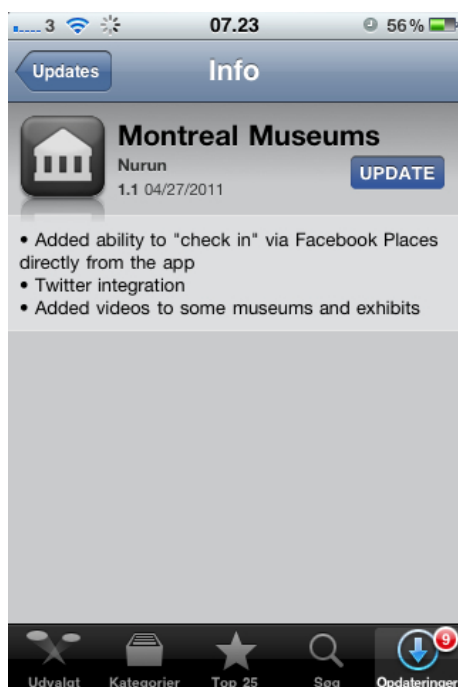 3 07.23 56 %
Updates Info
Montreal Museums
Nurun
UPDATE
1.1 04/27/2011
• Added ability to "check in" via Facebook Places
directly from the app
• Twitter integration
• Added videos to some museums and exhibits
9
Udvalgt Kategorier Top 25 Søg Opdateringer